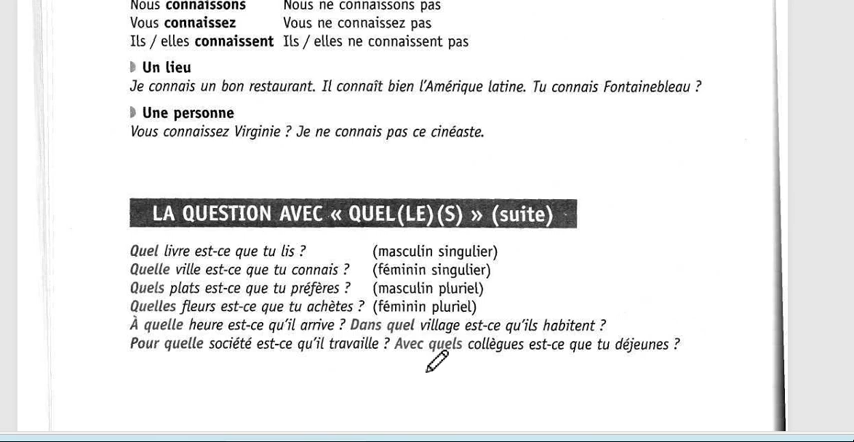 Nous connaissons Nous ne connaissons pas
Vous connaissez Vous ne connaissez pas
Ils / elles connaissent Ils / elles ne connaissent pas
Un lieu
Je connais un bon restaurant. Il connaît bien l'Amérique latine. Tu connais Fontainebleau ?
Une personne
Vous connaissez Virginie ? Je ne connais pas ce cinéaste.
LA QUESTION AVEC « QUEL(LE)(S) » (suite)
Quel livre est-ce que tu lis ? (masculin singulier)
Quelle ville est-ce que tu connais ? (féminin singulier)
Quels plats est-ce que tu préfères ? (masculin pluriel)
Quelles fleurs est-ce que tu achètes ? (féminin pluriel)
À quelle heure est-ce qu'il arrive ? Dans quel village est-ce qu'ils habitent ?
Pour quelle société est-ce qu'il travaille ? Avec quels collègues est-ce que tu déjeunes ?